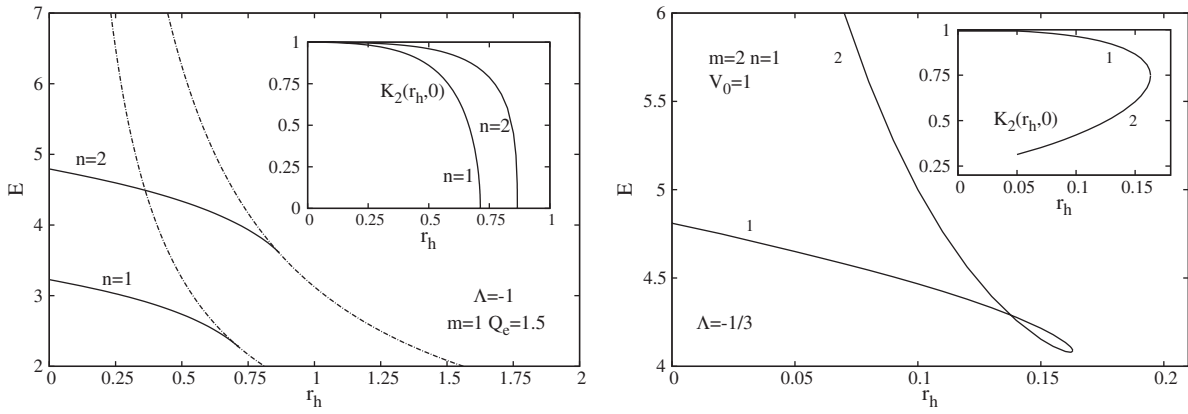 7
6
5
4
3
2
E
0
0.25
0.5
0.75
1
1.25
1.5
1.75
2
r_h
n=2
n=1
Λ=-1
m=1 Q_e=1.5
1
0.75
0.5
0.25
0
K_2(r_h,0)
n=2
n=1
0
0.25
0.5
0.75
1
r_h
6
5.5
5
4.5
4
E
0
0.05
0.1
0.15
0.2
r_h
m=2 n=1
V_0=1
2
1
Λ=-1/3
1
0.75
0.5
0.25
1
K_2(r_h,0)
2
0
0.05
0.1
0.15
r_h